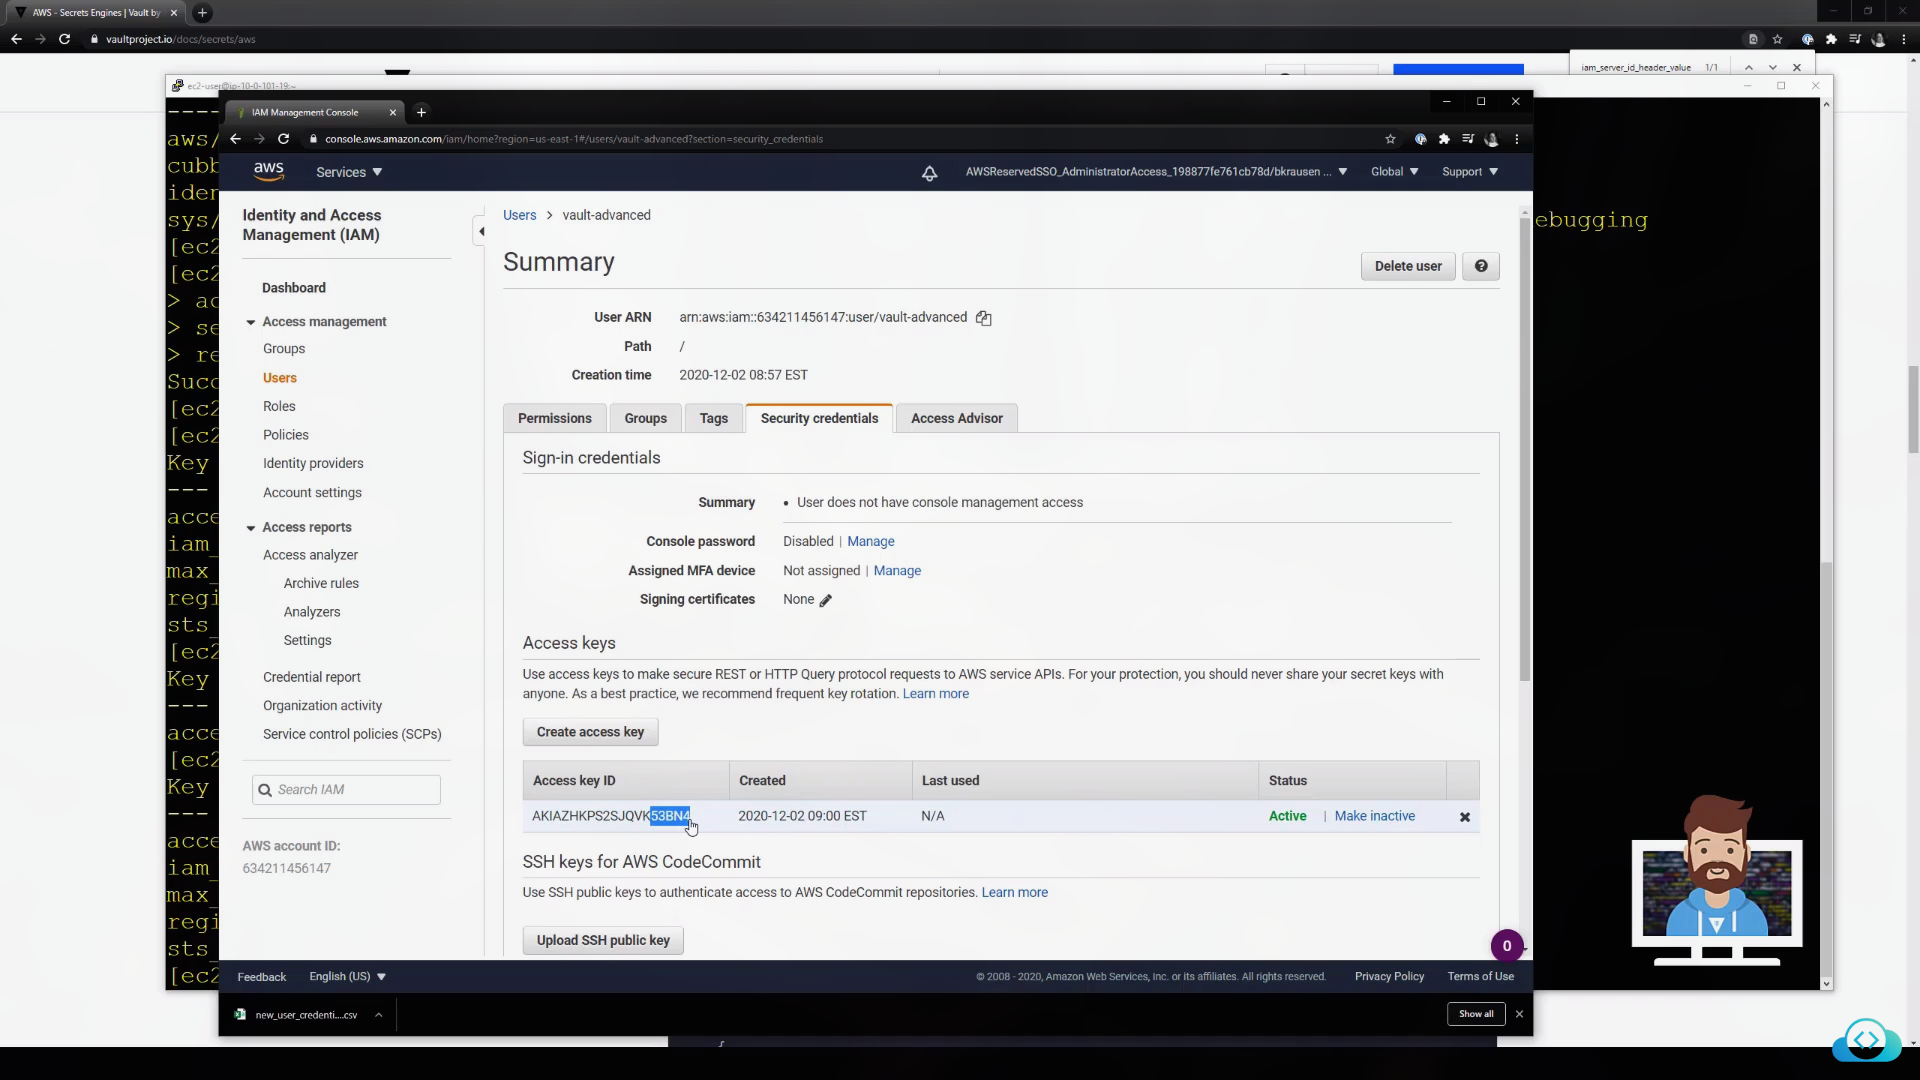 AWS - Secrets Engines | Vault by
vaultproject.io/docs/secrets/aws
iam_server_id_header_value 1/1
ec2-user@ip-10-0-101-19:~
IAM Management Console
console.aws.amazon.com/iam/home?region=us-east-1#/users/vault-advanced?section=security_credentials
aws
Services
AWSReservedSSO_AdministratorAccess_198877fe761cb78d/bkrausen ...
Global
Support
----
aws/
cubb
iden
sys/
ebugging
[ec2
[ec2
> ac
> se
> re
Succ
[ec2
[ec2
Key
---
acce
iam_
max_
regi
sts_
[ec2
Key
---
acce
[ec2
Key
---
acce
iam_
max_
regi
sts_
[ec2
Identity and Access
Management (IAM)
Dashboard
Access management
Groups
Users
Roles
Policies
Identity providers
Account settings
Access reports
Access analyzer
Archive rules
Analyzers
Settings
Credential report
Organization activity
Service control policies (SCPs)
Search IAM
AWS account ID:
634211456147
Users > vault-advanced
Summary
Delete user
User ARN arn:aws:iam::634211456147:user/vault-advanced
Path /
Creation time 2020-12-02 08:57 EST
Permissions Groups Tags Security credentials Access Advisor
Sign-in credentials
Summary • User does not have console management access
Console password Disabled | Manage
Assigned MFA device Not assigned | Manage
Signing certificates None
Access keys
Use access keys to make secure REST or HTTP Query protocol requests to AWS service APIs. For your protection, you should never share your secret keys with
anyone. As a best practice, we recommend frequent key rotation. Learn more
Create access key
Access key ID Created Last used Status
AKIAZHKPS2SJQVK53BN4 2020-12-02 09:00 EST N/A Active | Make inactive
SSH keys for AWS CodeCommit
Use SSH public keys to authenticate access to AWS CodeCommit repositories. Learn more
Upload SSH public key
0
Feedback English (US)
© 2008 - 2020, Amazon Web Services, Inc. or its affiliates. All rights reserved. Privacy Policy Terms of Use
new_user_credenti....csv
Show all
{